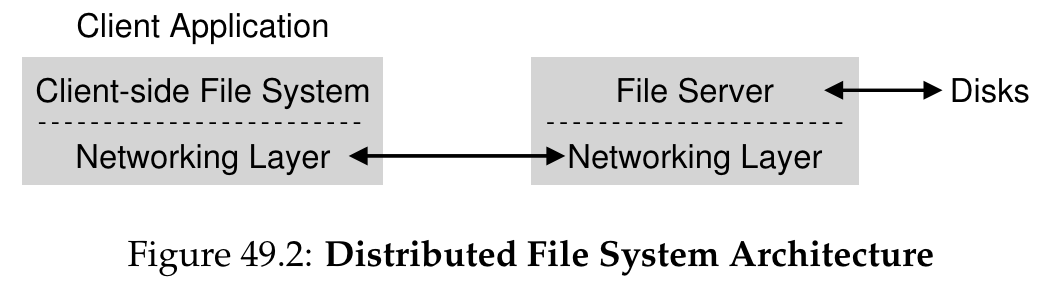 Client Application
Client-side File System
File Server
Disks
Networking Layer
Networking Layer
Figure 49.2: Distributed File System Architecture